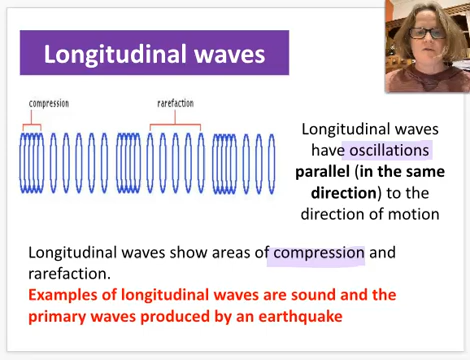 Longitudinal waves
compression
rarefaction
Longitudinal waves
have oscillations
parallel (in the same
direction) to the
direction of motion
Longitudinal waves show areas of compression and
rarefaction.
Examples of longitudinal waves are sound and the
primary waves produced by an earthquake